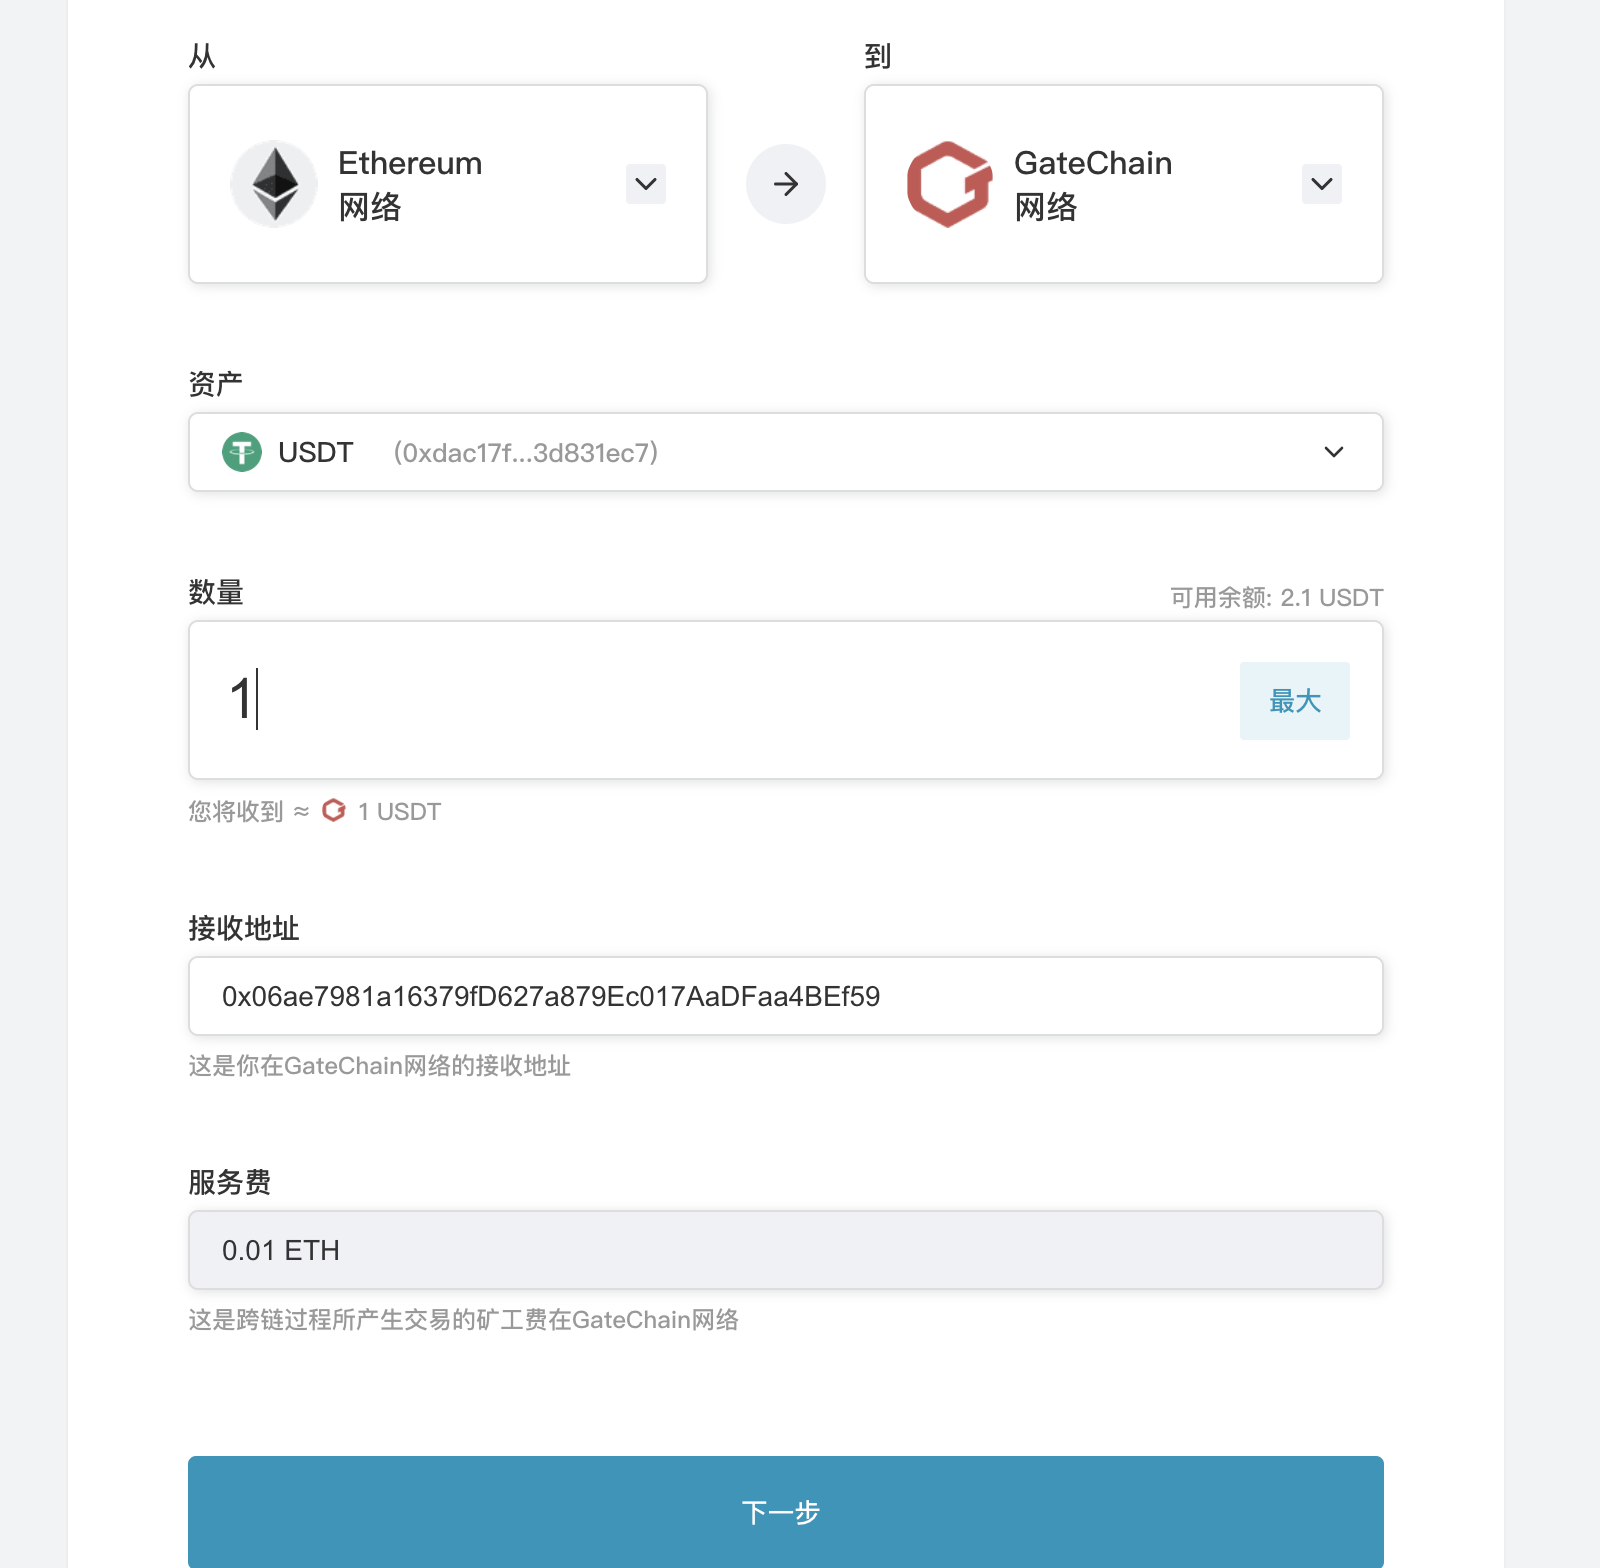 从
到
Ethereum
网络
GateChain
网络
资产
USDT (0xdac17f...3d831ec7)
数量
可用余额: 2.1 USDT
1
最大
您将收到 ≈ 1 USDT
接收地址
0x06ae7981a16379fD627a879Ec017AaDFaa4BEf59
这是你在GateChain网络的接收地址
服务费
0.01 ETH
这是跨链过程所产生交易的矿工费在GateChain网络
下一步